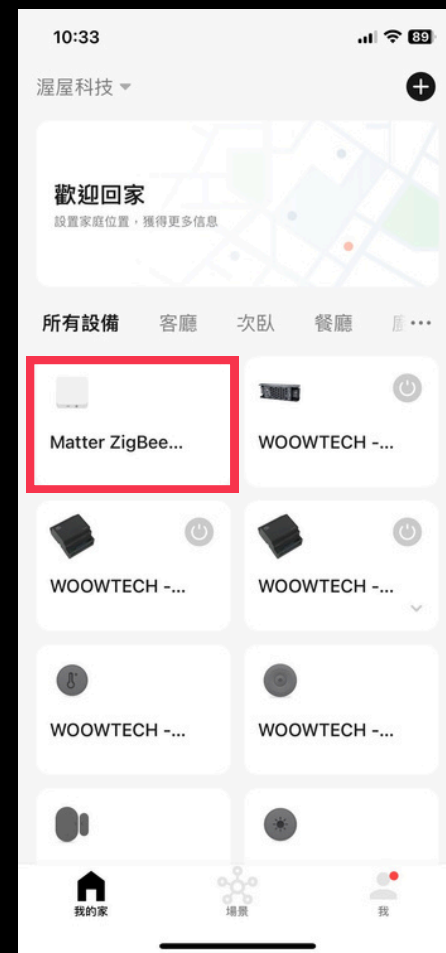 10:33
89
渥屋科技
歡迎回家
設置家庭位置，獲得更多信息
所有設備 客廳 次臥 餐廳
Matter ZigBee...
WOOWTECH -...
WOOWTECH -...
WOOWTECH -...
WOOWTECH -...
WOOWTECH -...
我的家 場景 我